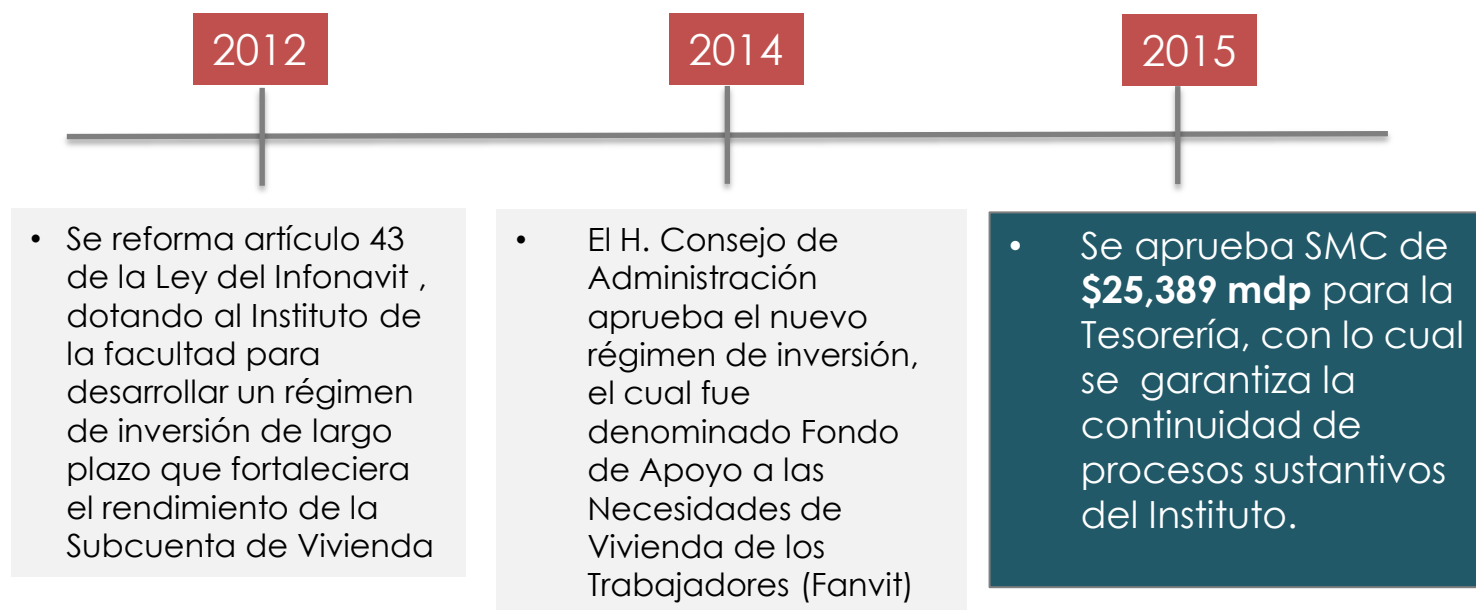 2012
2014
2015
• Se reforma artículo 43
de la Ley del Infonavit ,
dotando al Instituto de
la facultad para
desarrollar un régimen
de inversión de largo
plazo que fortaleciera
el rendimiento de la
Subcuenta de Vivienda
• El H. Consejo de
Administración
aprueba el nuevo
régimen de inversión,
el cual fue
denominado Fondo
de Apoyo a las
Necesidades de
Vivienda de los
Trabajadores (Fanvit)
• Se aprueba SMC de
$25,389 mdp para la
Tesorería, con lo cual
se garantiza la
continuidad de
procesos sustantivos
del Instituto.